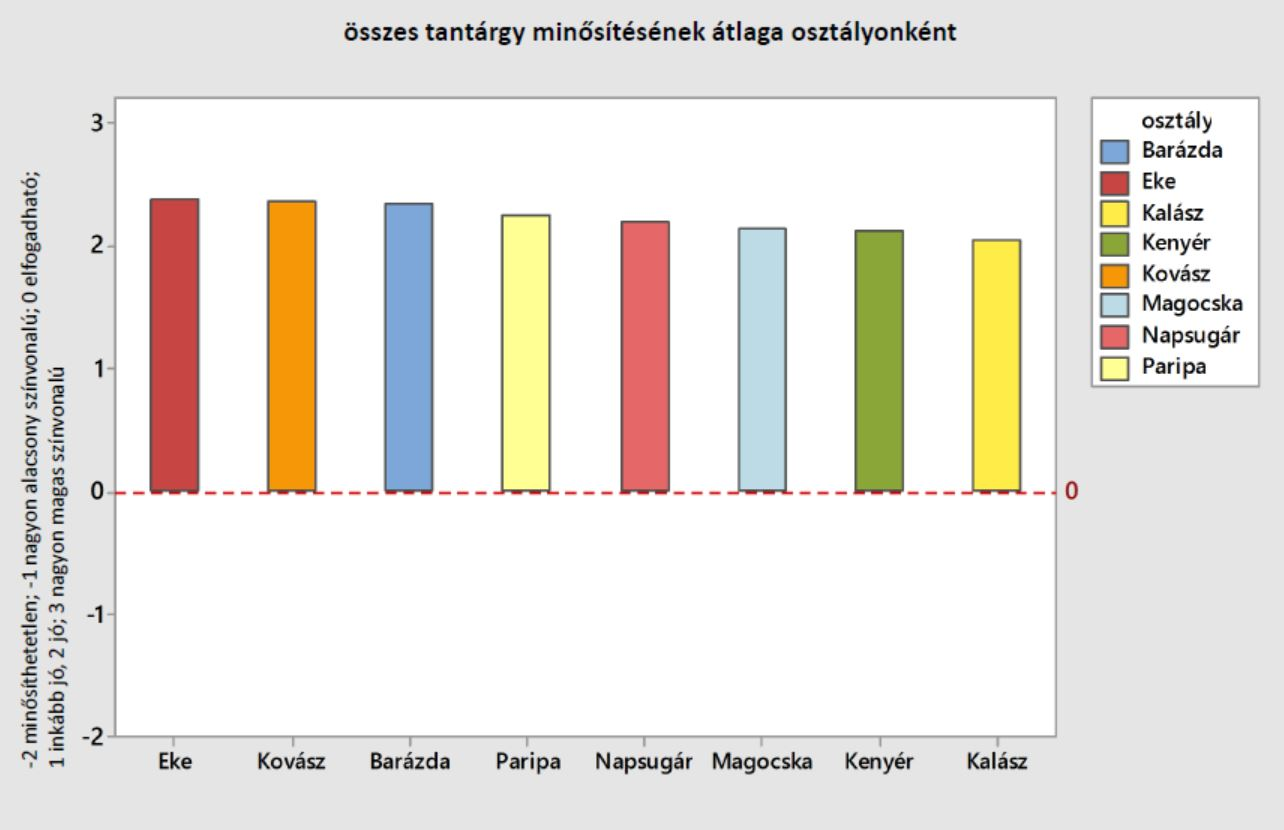 összes tantárgy minősítésének átlaga osztályonként
-2 minősíthetetlen; -1 nagyon alacsony színvonalú; 0 elfogadható;
1 inkább jó, 2 jó; 3 nagyon magas színvonalú
3
2
1
0
-1
-2
0
Eke
Kovász
Barázda
Paripa
Napsugár
Magocska
Kenyér
Kalász
osztály
Barázda
Eke
Kalász
Kenyér
Kovász
Magocska
Napsugár
Paripa